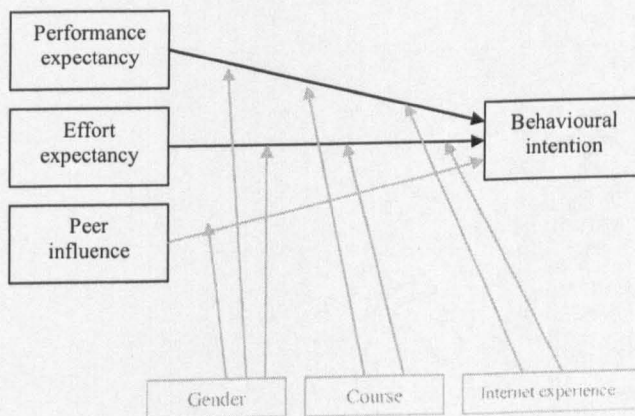 Performance
expectancy
Effort
expectancy
Peer
influence
Behavioural
intention
Gender
Course
Internet experience